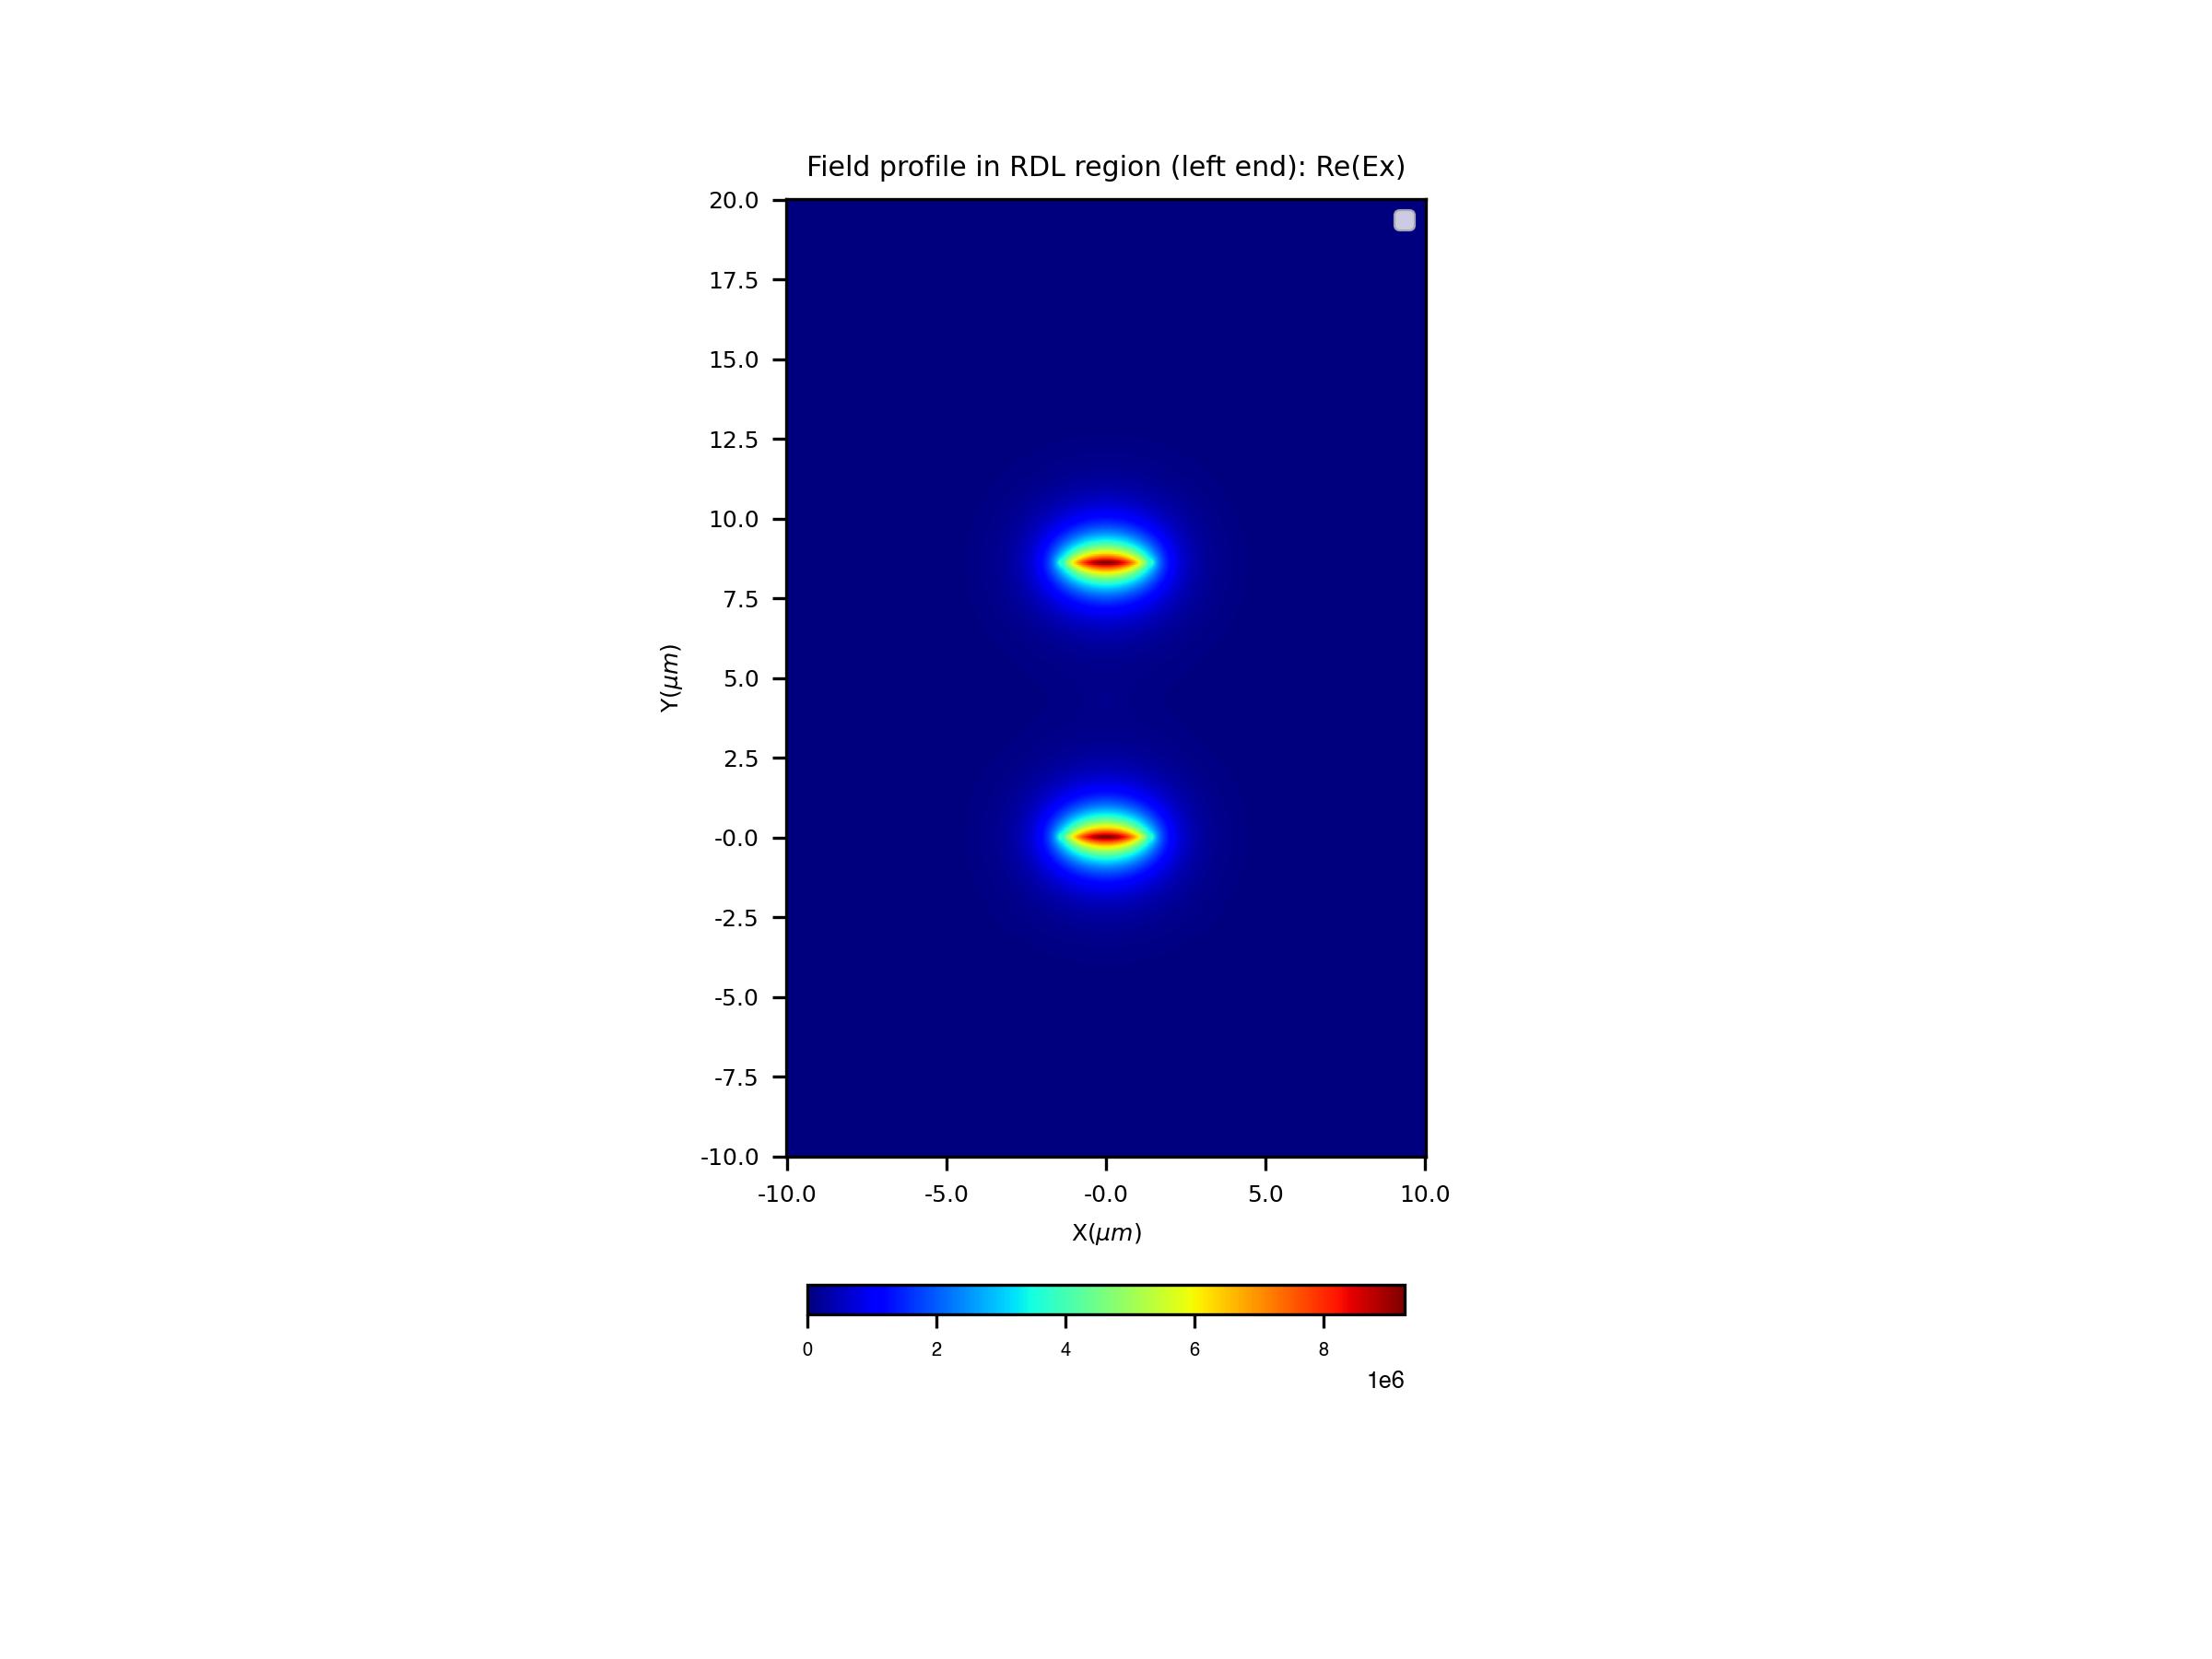 Field profile in RDL region (left end): Re(Ex)
20.0
17.5
15.0
12.5
10.0
7.5
5.0
2.5
-0.0
-2.5
-5.0
-7.5
-10.0
Y(μm)
-10.0 -5.0 -0.0 5.0 10.0
X(μm)
0 2 4 6 8
1e6